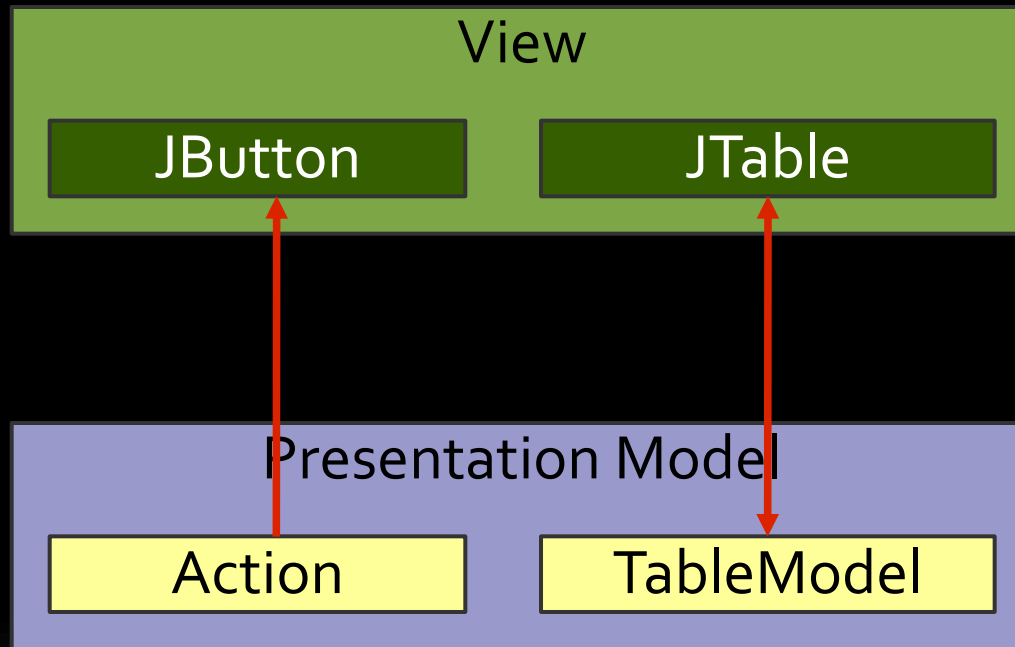 View
JButton
JTable
Presentation Model
Action
TableModel